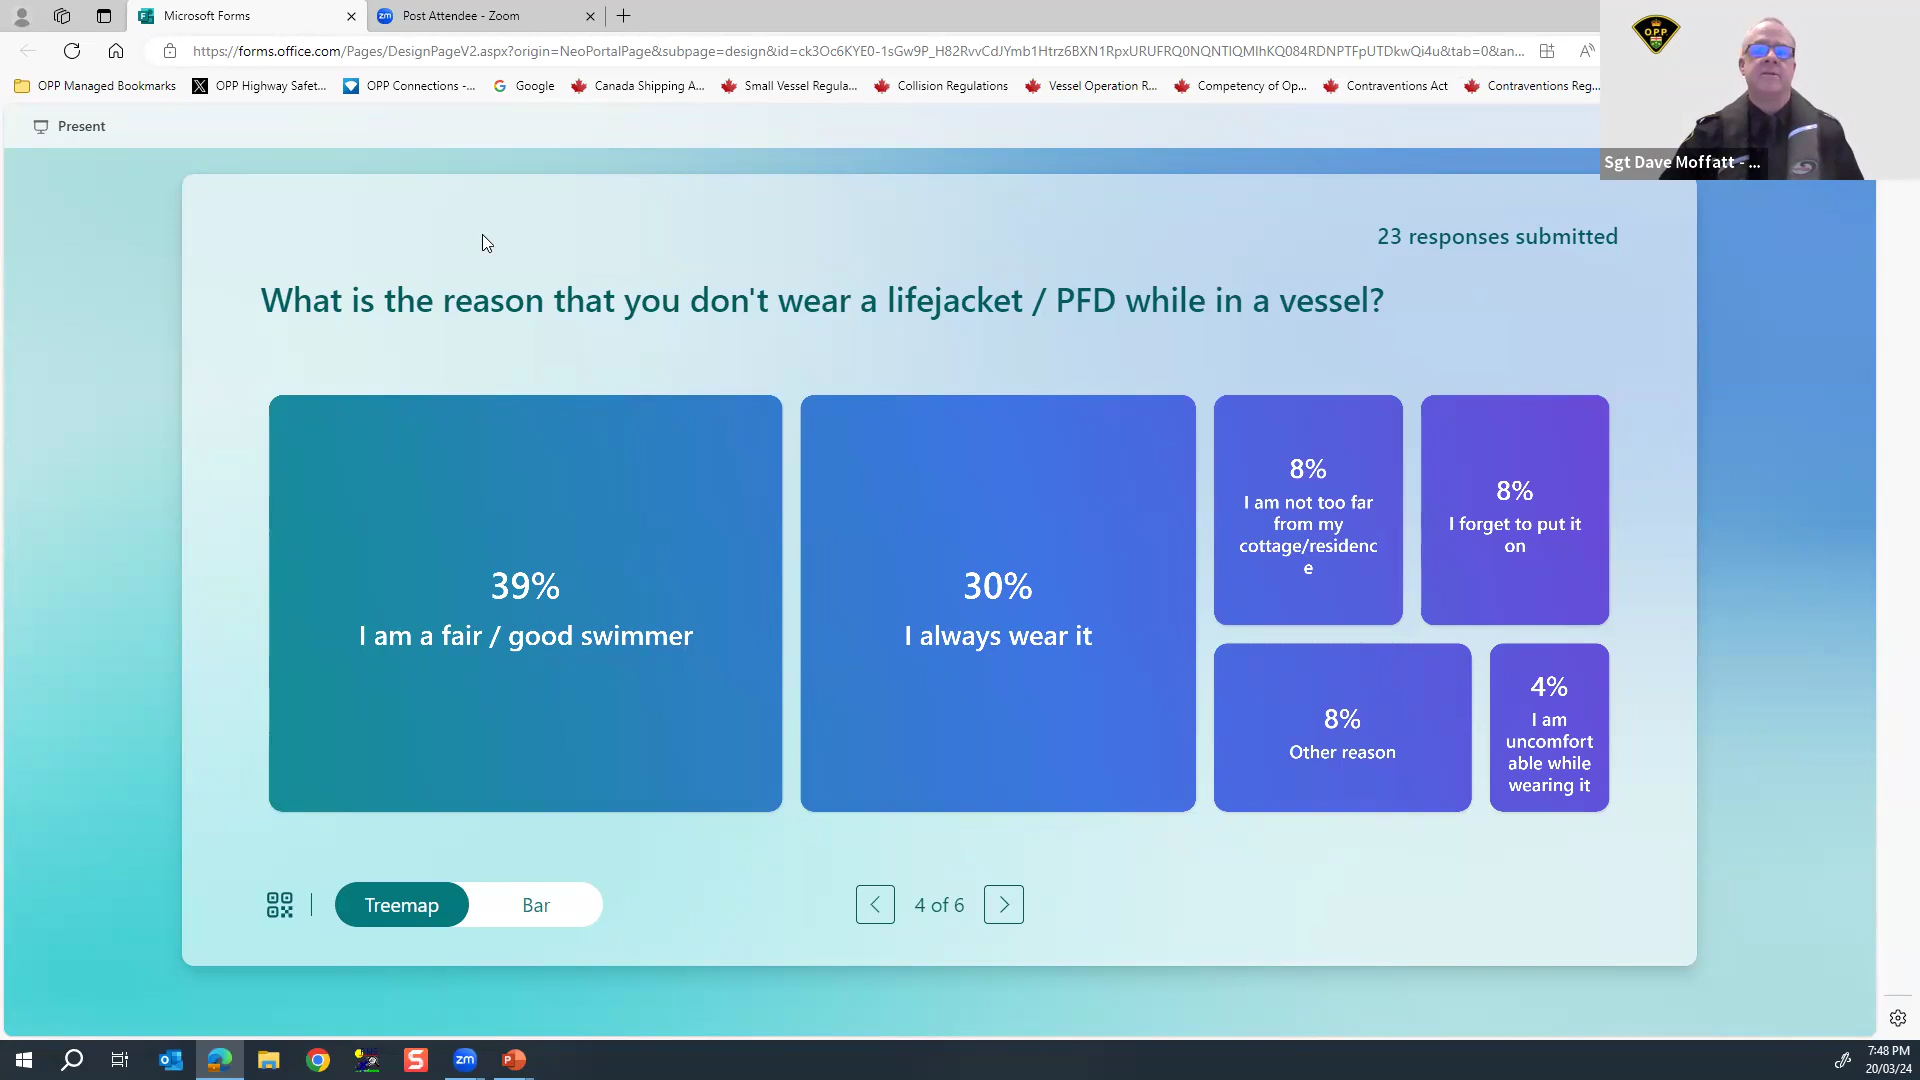 Microsoft Forms
Post Attendee - Zoom
https://forms.office.com/Pages/DesignPageV2.aspx?origin=NeoPortalPage&subpage=design&id=ck3Oc6KYE0-1sGw9P_H82RvvCdJYmb1Htrz6BXN1RpxURUFRQ0NQNTIQMlhKQ084RDNPTFpUTDkwQi4u&tab=0&an...
OPP Managed Bookmarks
OPP Highway Safet...
OPP Connections -...
Google
Canada Shipping A...
Small Vessel Regula...
Collision Regulations
Vessel Operation R...
Competency of Op...
Contraventions Act
Contraventions Reg...
OPP
Sgt Dave Moffatt - ...
Present
23 responses submitted
What is the reason that you don't wear a lifejacket / PFD while in a vessel?
39%
I am a fair / good swimmer
30%
I always wear it
8%
I am not too far
from my
cottage/residenc
e
8%
I forget to put it
on
8%
Other reason
4%
I am
uncomfort
able while
wearing it
Treemap
Bar
4 of 6
7:48 PM
20/03/24